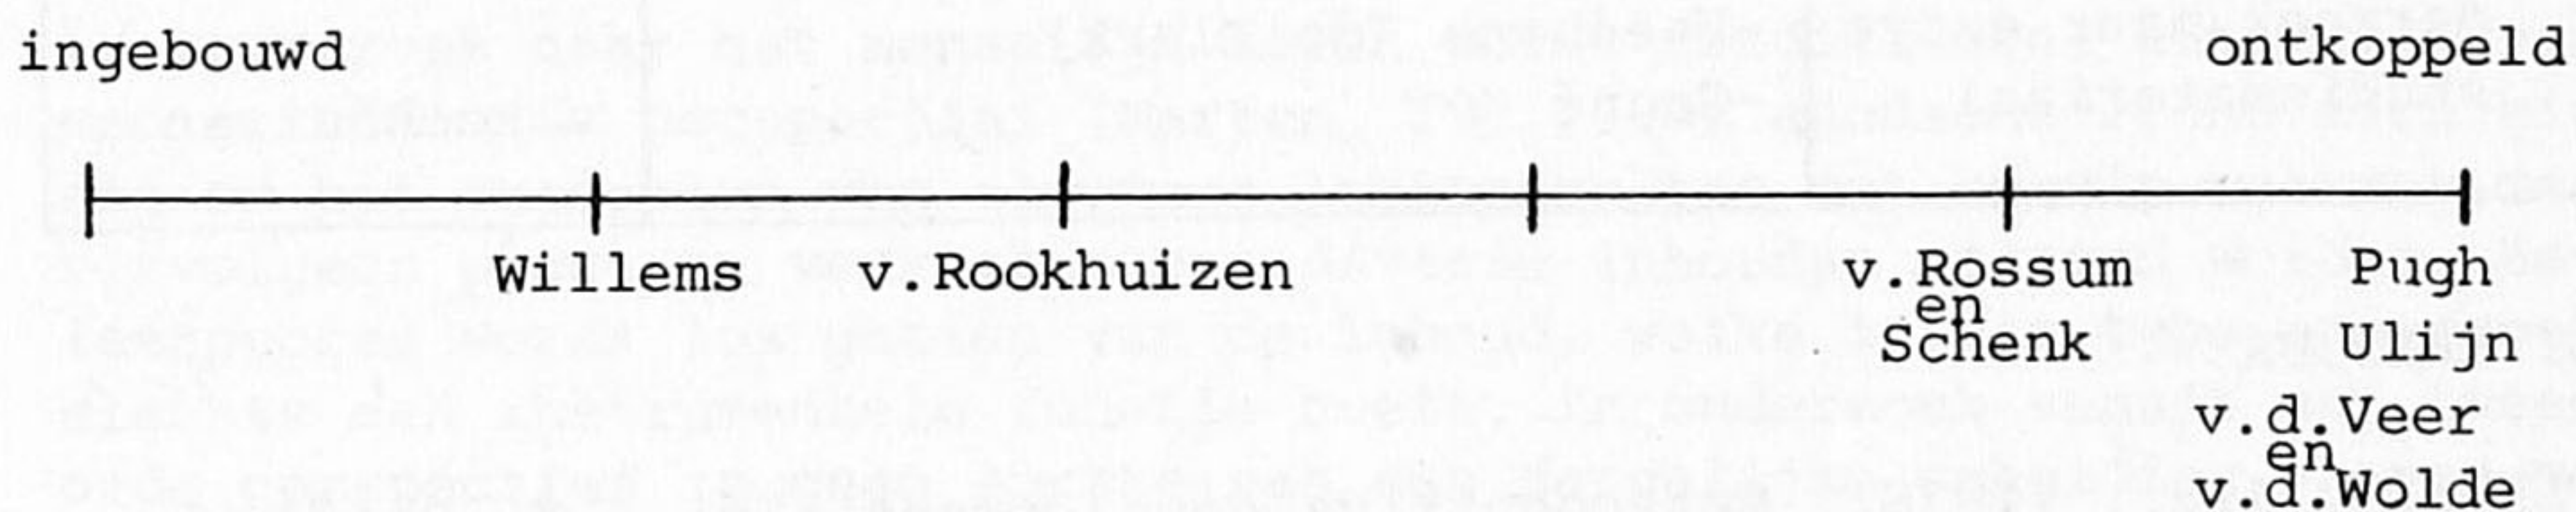 ingebouwd ontkoppeld
Willems v.Rookhuizen v.Rossum Pugh
en
Schenk Ulijn
v.d.Veer
en
v.d.Wolde